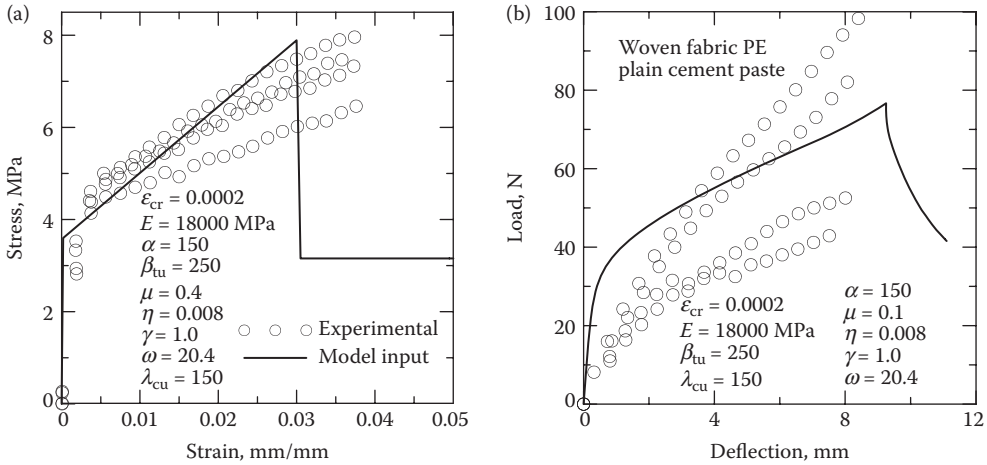 (a)
8
6
4
2
0
Stress, MPa
0
0.01
0.02
0.03
0.04
0.05
Strain, mm/mm
εcr = 0.0002
E = 18000 MPa
α = 150
βtu = 250
μ = 0.4
η = 0.008
γ = 1.0
ω = 20.4
λcu = 150
Experimental
Model input
(b)
100
80
60
40
20
0
Load, N
0
4
8
12
Deflection, mm
Woven fabric PE
plain cement paste
εcr = 0.0002
E = 18000 MPa
βtu = 250
λcu = 150
α = 150
μ = 0.1
η = 0.008
γ = 1.0
ω = 20.4